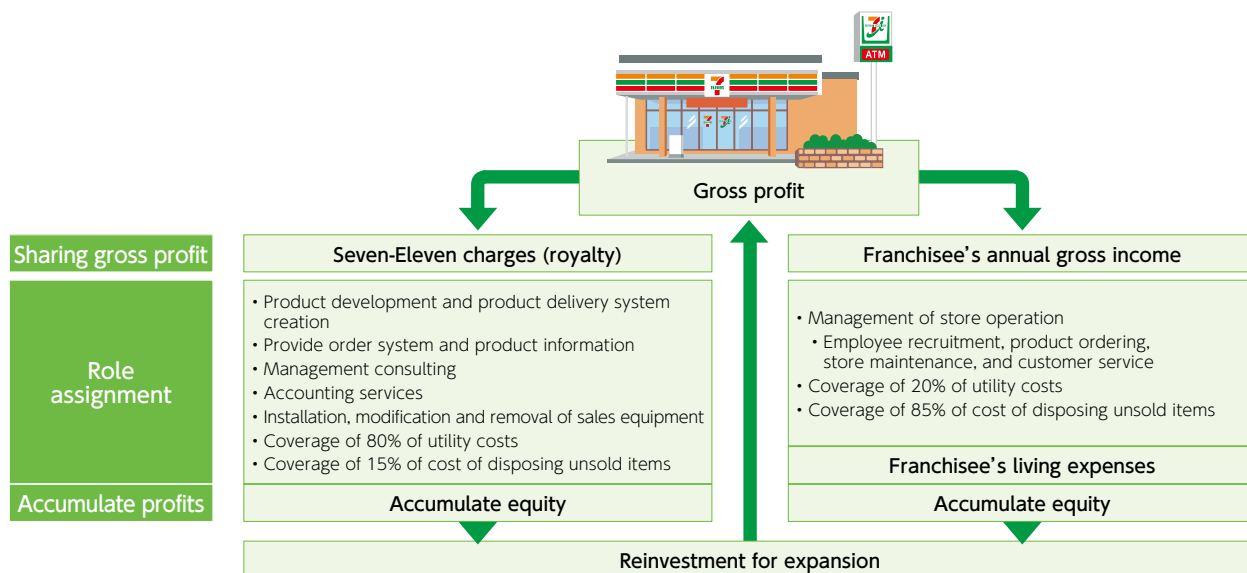 ATM
Gross profit
Sharing gross profit
Seven-Eleven charges (royalty)
Franchisee’s annual gross income
Role
assignment
• Product development and product delivery system
creation
• Provide order system and product information
• Management consulting
• Accounting services
• Installation, modification and removal of sales equipment
• Coverage of 80% of utility costs
• Coverage of 15% of cost of disposing unsold items
• Management of store operation
• Employee recruitment, product ordering,
store maintenance, and customer service
• Coverage of 20% of utility costs
• Coverage of 85% of cost of disposing unsold items
Franchisee’s living expenses
Accumulate profits
Accumulate equity
Accumulate equity
Reinvestment for expansion